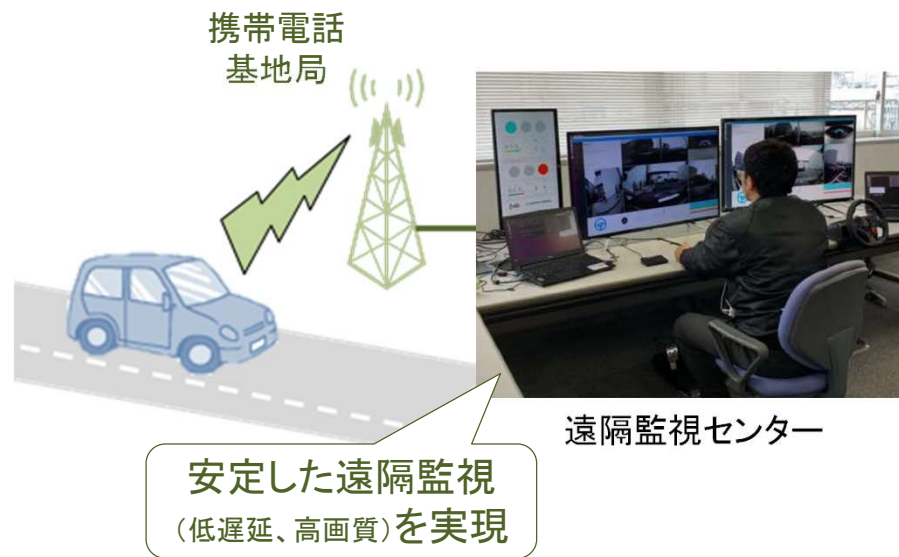 携帯電話
基地局
遠隔監視センター
安定した遠隔監視
（低遅延、高画質）を実現